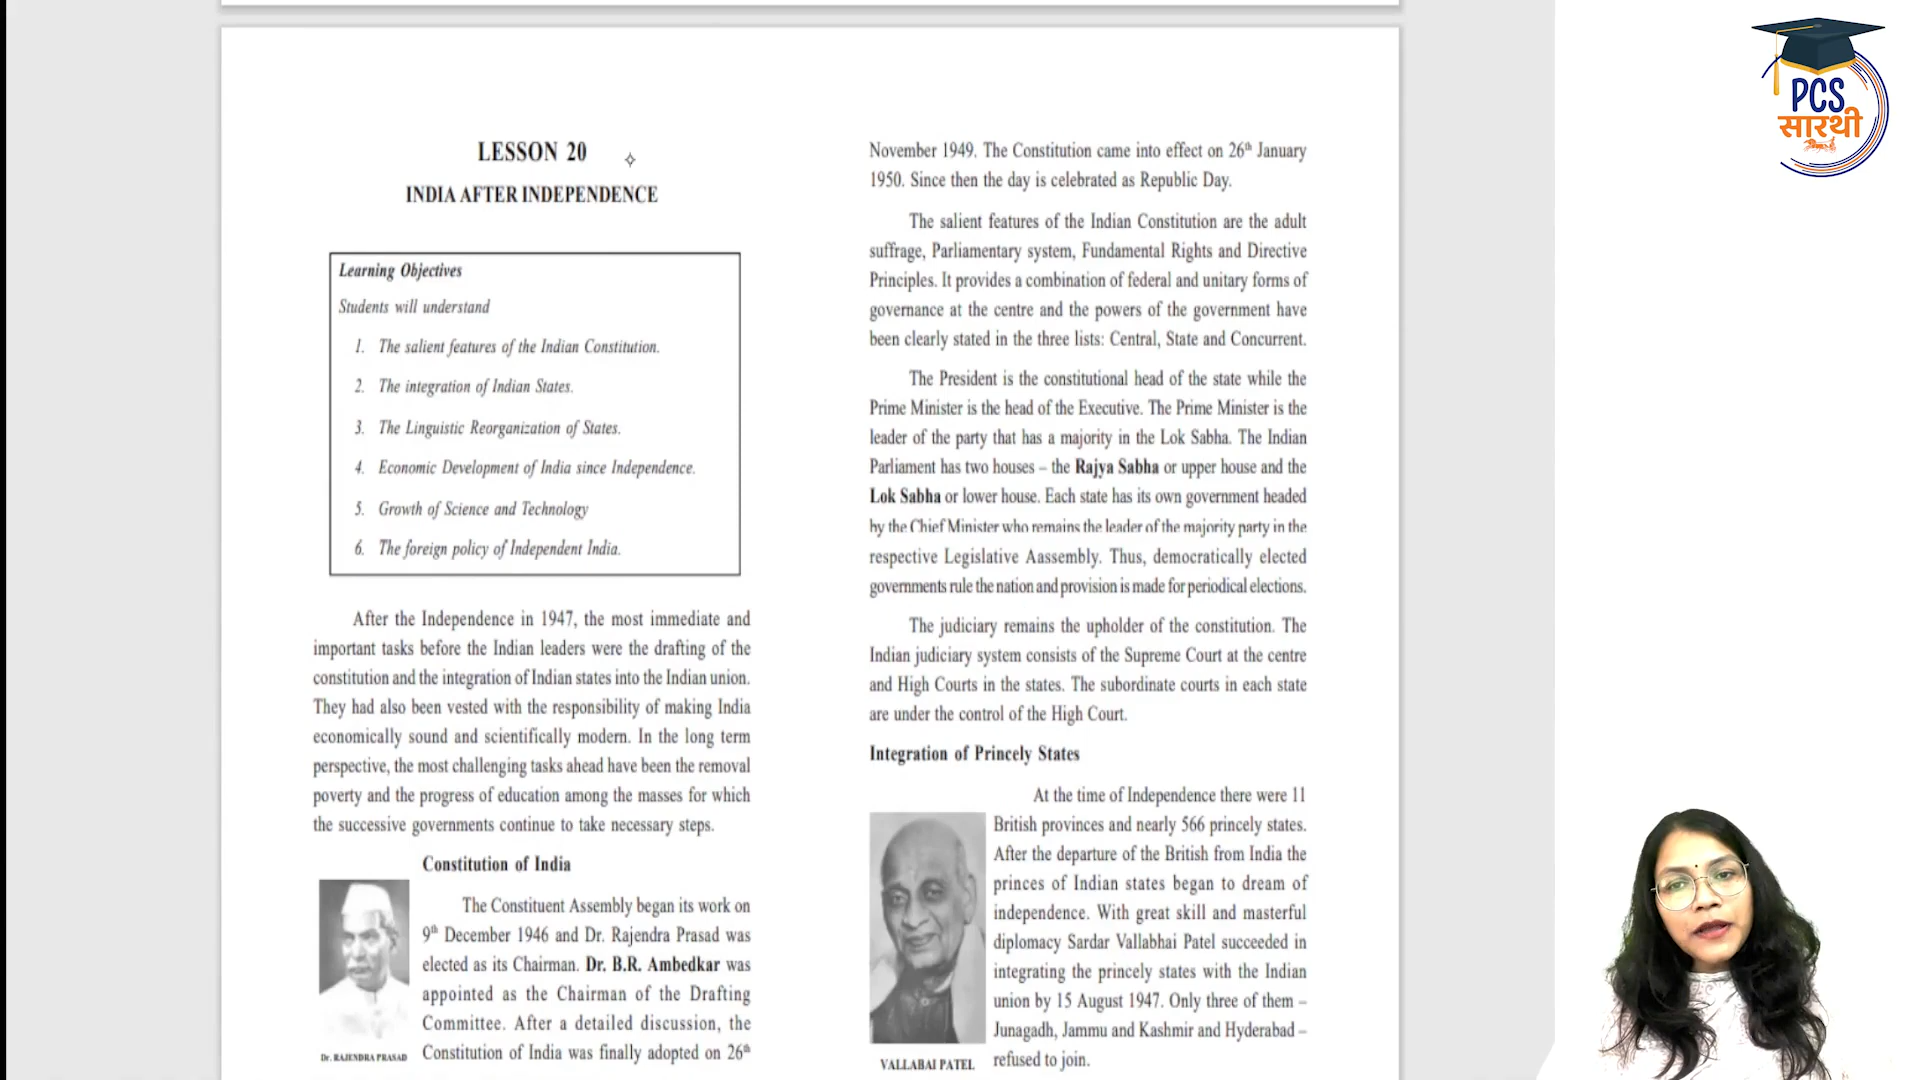 LESSON 20
INDIA AFTER INDEPENDENCE
Learning Objectives
Students will understand
1. The salient features of the Indian Constitution.
2. The integration of Indian States.
3. The Linguistic Reorganization of States.
4. Economic Development of India since Independence.
5. Growth of Science and Technology
6. The foreign policy of Independent India.
After the Independence in 1947, the most immediate and
important tasks before the Indian leaders were the drafting of the
constitution and the integration of Indian states into the Indian union.
They had also been vested with the responsibility of making India
economically sound and scientifically modern. In the long term
perspective, the most challenging tasks ahead have been the removal
poverty and the progress of education among the masses for which
the successive governments continue to take necessary steps.
Constitution of India
The Constituent Assembly began its work on
9th December 1946 and Dr. Rajendra Prasad was
elected as its Chairman. Dr. B.R. Ambedkar was
appointed as the Chairman of the Drafting
Committee. After a detailed discussion, the
Constitution of India was finally adopted on 26th
Dr. RAJENDRA PRASAD
November 1949. The Constitution came into effect on 26th January
1950. Since then the day is celebrated as Republic Day.
The salient features of the Indian Constitution are the adult
suffrage, Parliamentary system, Fundamental Rights and Directive
Principles. It provides a combination of federal and unitary forms of
governance at the centre and the powers of the government have
been clearly stated in the three lists: Central, State and Concurrent.
The President is the constitutional head of the state while the
Prime Minister is the head of the Executive. The Prime Minister is the
leader of the party that has a majority in the Lok Sabha. The Indian
Parliament has two houses – the Rajya Sabha or upper house and the
Lok Sabha or lower house. Each state has its own government headed
by the Chief Minister who remains the leader of the majority party in the
respective Legislative Aassembly. Thus, democratically elected
governments rule the nation and provision is made for periodical elections.
The judiciary remains the upholder of the constitution. The
Indian judiciary system consists of the Supreme Court at the centre
and High Courts in the states. The subordinate courts in each state
are under the control of the High Court.
Integration of Princely States
At the time of Independence there were 11
British provinces and nearly 566 princely states.
After the departure of the British from India the
princes of Indian states began to dream of
independence. With great skill and masterful
diplomacy Sardar Vallabhai Patel succeeded in
integrating the princely states with the Indian
union by 15 August 1947. Only three of them –
Junagadh, Jammu and Kashmir and Hyderabad –
refused to join.
VALLABAI PATEL
PCS
सारथी